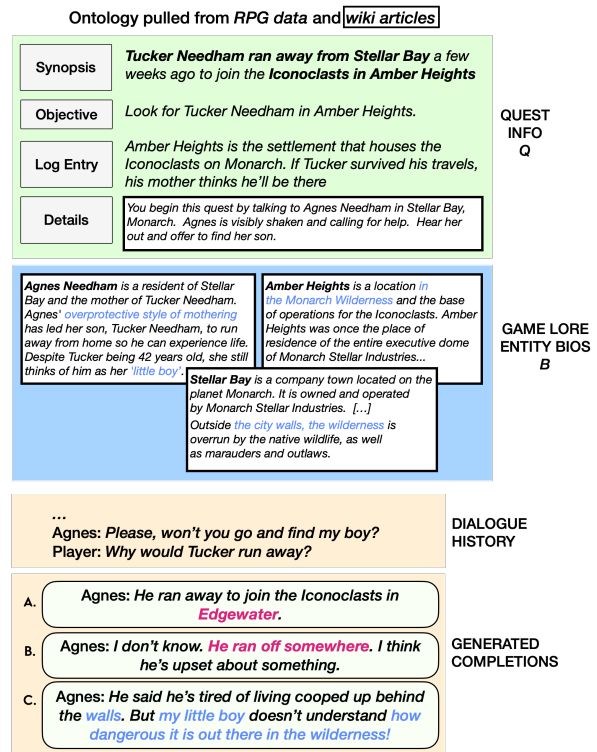 Ontology pulled from RPG data and wiki articles
Synopsis
Tucker Needham ran away from Stellar Bay a few
weeks ago to join the Iconoclasts in Amber Heights
Objective
Look for Tucker Needham in Amber Heights.
Log Entry
Amber Heights is the settlement that houses the
Iconoclasts on Monarch. If Tucker survived his travels,
his mother thinks he'll be there
Details
You begin this quest by talking to Agnes Needham in Stellar Bay,
Monarch. Agnes is visibly shaken and calling for help. Hear her
out and offer to find her son.
QUEST
INFO
Q
Agnes Needham is a resident of Stellar
Bay and the mother of Tucker Needham.
Agnes' overprotective style of mothering
has led her son, Tucker Needham, to run
away from home so he can experience life.
Despite Tucker being 42 years old, she still
thinks of him as her 'little boy'.
Amber Heights is a location in
the Monarch Wilderness and the base
of operations for the Iconoclasts. Amber
Heights was once the place of
residence of the entire executive dome
of Monarch Stellar Industries...
Stellar Bay is a company town located on the
planet Monarch. It is owned and operated
by Monarch Stellar Industries. [...]
Outside the city walls, the wilderness is
overrun by the native wildlife, as well
as marauders and outlaws.
GAME LORE
ENTITY BIOS
B
...
Agnes: Please, won't you go and find my boy?
Player: Why would Tucker run away?
DIALOGUE
HISTORY
A.
Agnes: He ran away to join the Iconoclasts in
Edgewater.
B.
Agnes: I don't know. He ran off somewhere. I think
he's upset about something.
C.
Agnes: He said he's tired of living cooped up behind
the walls. But my little boy doesn't understand how
dangerous it is out there in the wilderness!
GENERATED
COMPLETIONS